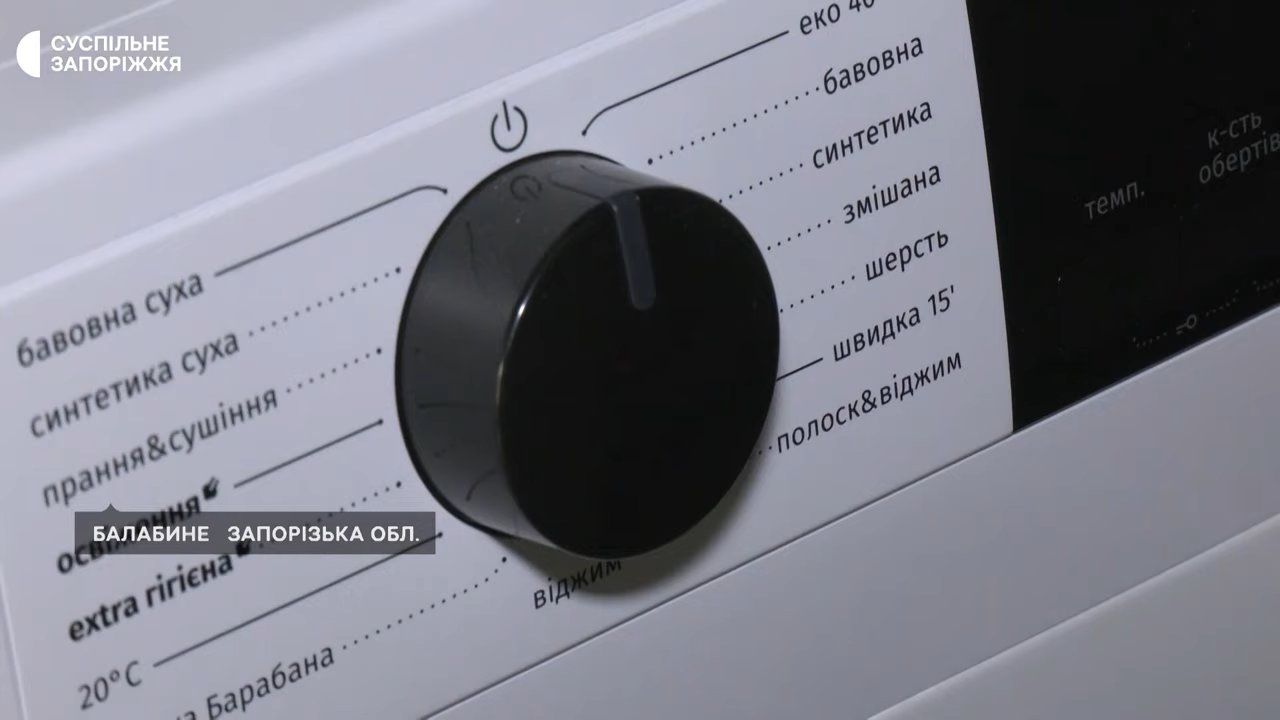 СУСПІЛЬНЕ
ЗАПОРІЖЖЯ
еко 40
бавовна
синтетика
змішана
шерсть
швидка 15'
полоск&віджим
віджим
бавовна суха
синтетика суха
прання&сушіння
extra гігієна
20°C
Барабана
темп.
к-сть
обертів
БАЛАБИНЕ ЗАПОРІЗЬКА ОБЛ.